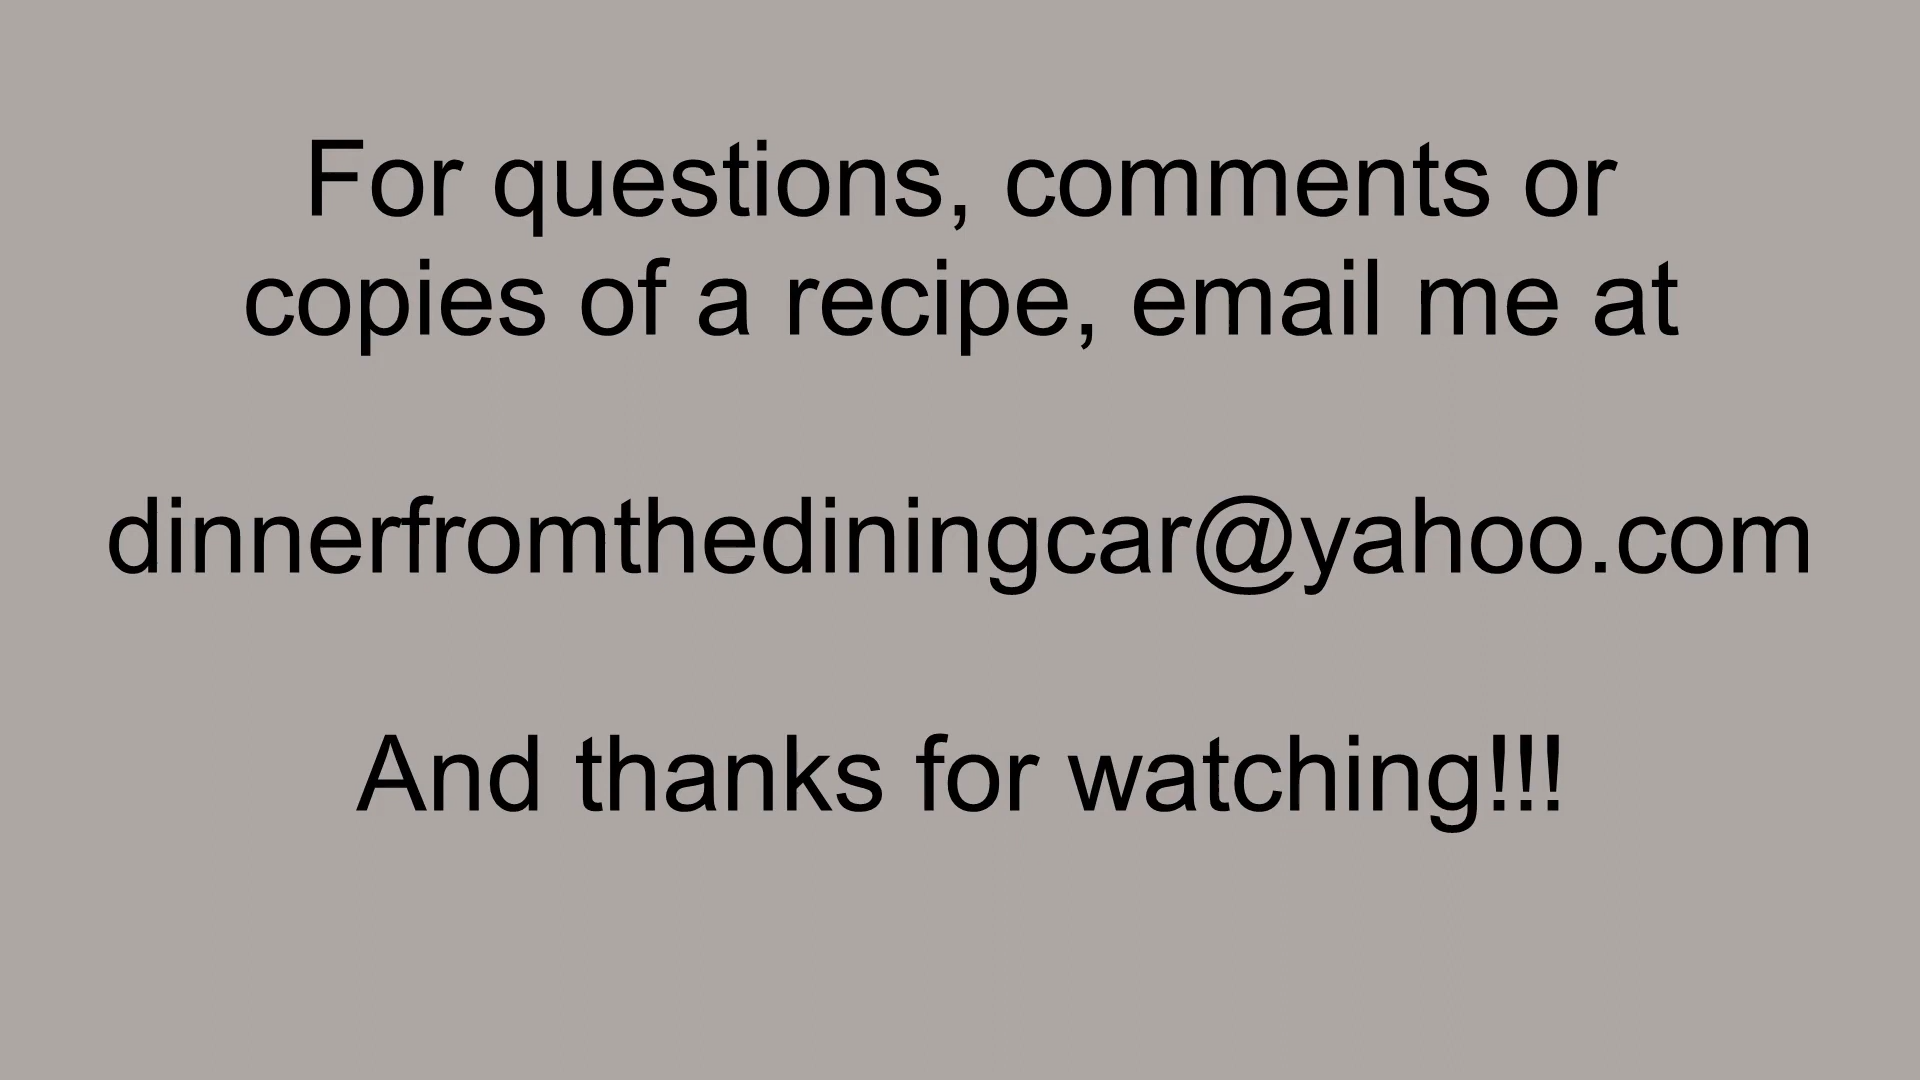 For questions, comments or
copies of a recipe, email me at
dinnerfromthediningcar@yahoo.com
And thanks for watching!!!